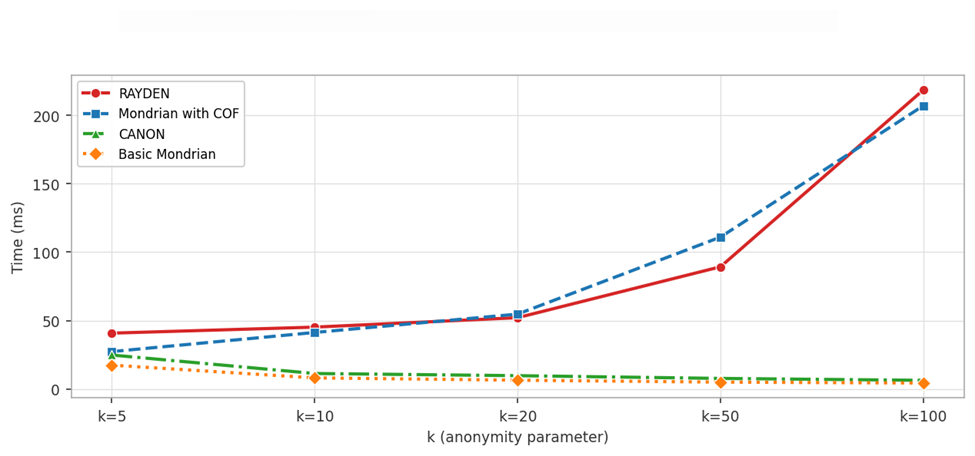 RAYDEN
Mondrian with COF
CANON
Basic Mondrian
Time (ms)
200
150
100
50
0
k=5 k=10 k=20 k=50 k=100
k (anonymity parameter)